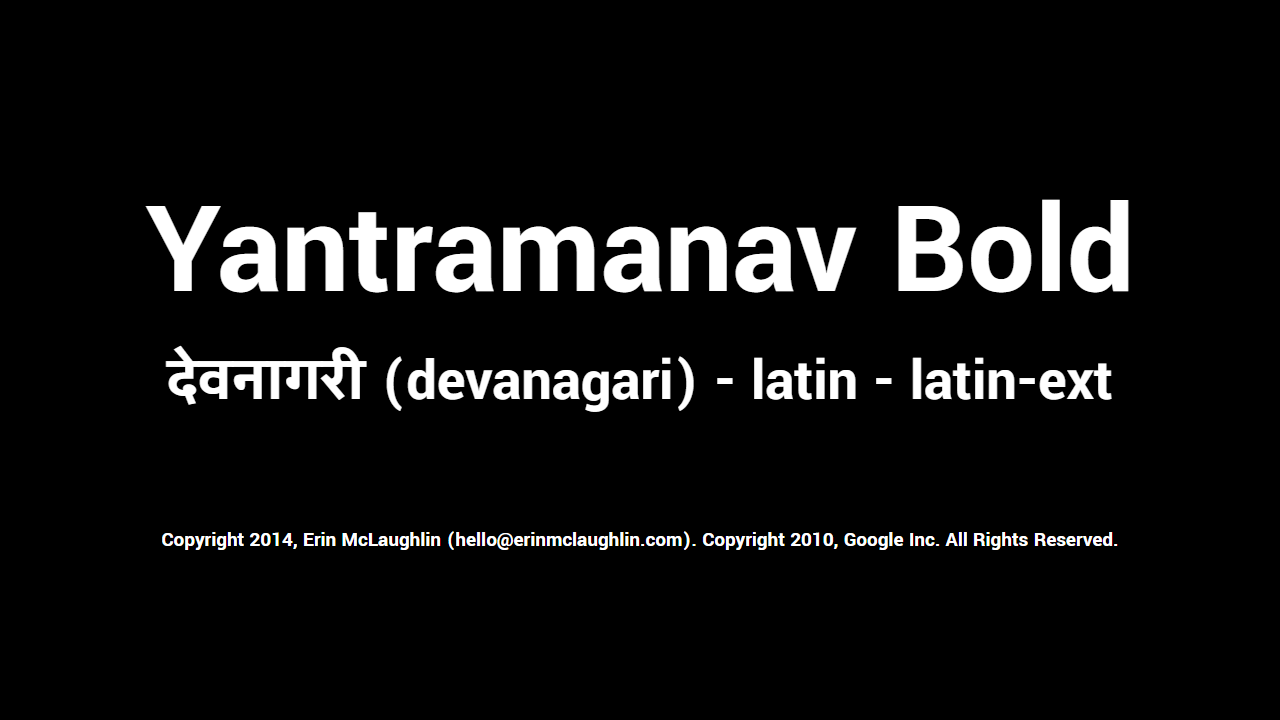 Yantramanav Bold
देवनागरी (devanagari) - latin - latin-ext
Copyright 2014, Erin McLaughlin (hello@erinmclaughlin.com). Copyright 2010, Google Inc. All Rights Reserved.